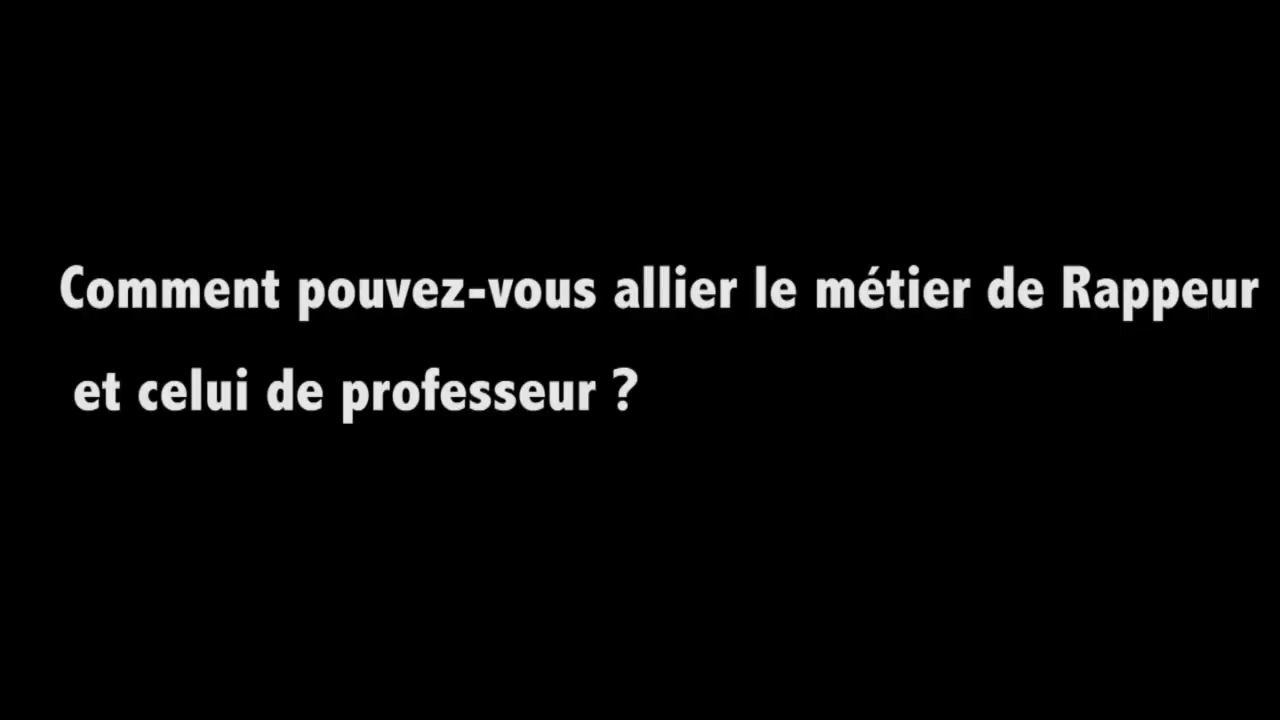 Comment pouvez-vous allier le métier de Rappeur
et celui de professeur ?